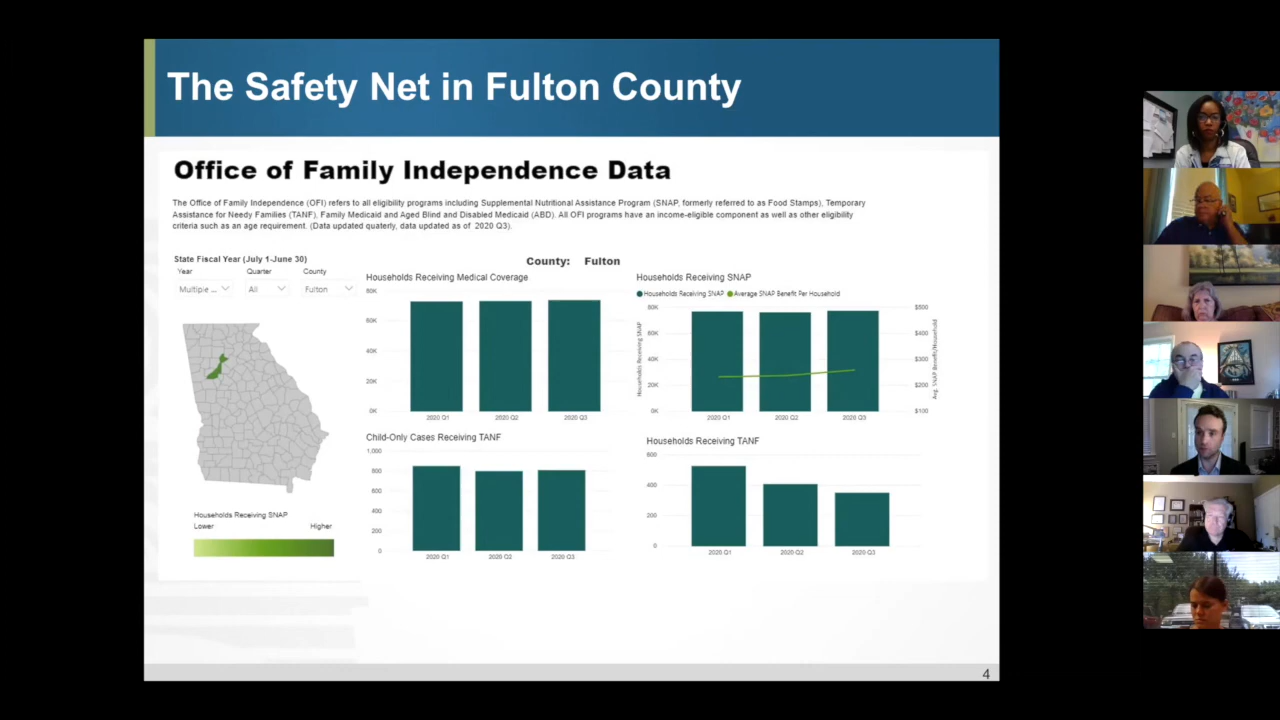 The Safety Net in Fulton County
Office of Family Independence Data
The Office of Family Independence (OFI) refers to all eligibility programs including Supplemental Nutritional Assistance Program (SNAP, formerly referred to as Food Stamps), Temporary
Assistance for Needy Families (TANF), Family Medicaid and Aged Blind and Disabled Medicaid (ABD). All OFI programs have an income-eligible component as well as other eligibility
criteria such as an age requirement. (Data updated quaterly, data updated as of 2020 Q3).
State Fiscal Year (July 1-June 30)
Year Quarter County
Multiple ... All Fulton
County: Fulton
Households Receiving Medical Coverage
80K
60K
40K
20K
0K
2020 Q1 2020 Q2 2020 Q3
Households Receiving SNAP
Households Receiving SNAP Average SNAP Benefit Per Household
Households Receiving SNAP
80K
60K
40K
20K
0K
$500
$400
$300
$200
$100
Avg. SNAP Benefit/Household
2020 Q1 2020 Q2 2020 Q3
Child-Only Cases Receiving TANF
1,000
800
600
400
200
0
2020 Q1 2020 Q2 2020 Q3
Households Receiving TANF
600
400
200
0
2020 Q1 2020 Q2 2020 Q3
Households Receiving SNAP
Lower Higher
4